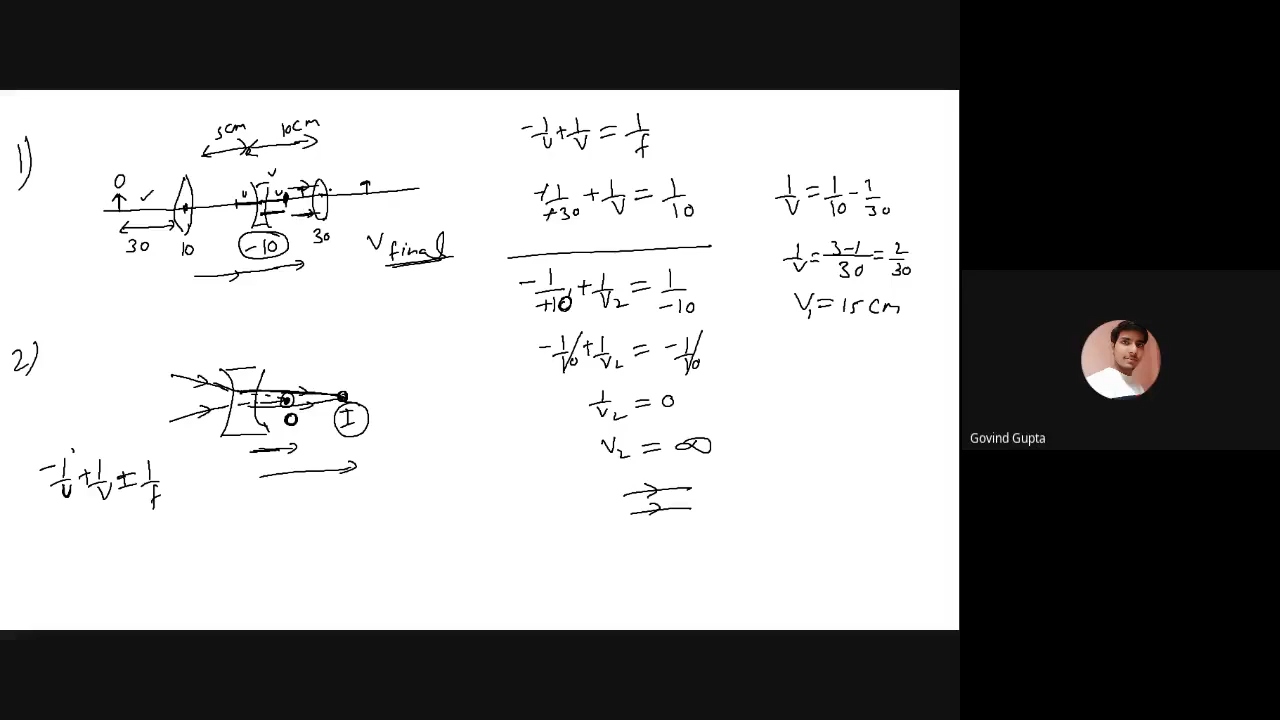 1)
5cm 10cm
O
30 10 -10 30
V final
2)
O I
-1/u + 1/v = 1/f
-1/u + 1/v = 1/f
+1/+30 + 1/v = 1/10
-1/+10 + 1/v₂ = 1/-10
-1/10 + 1/v₂ = -1/10
1/v₂ = 0
v₂ = ∞
1/v = 1/10 - 1/30
1/v = 3-1/30 = 2/30
V₁ = 15 cm
Govind Gupta